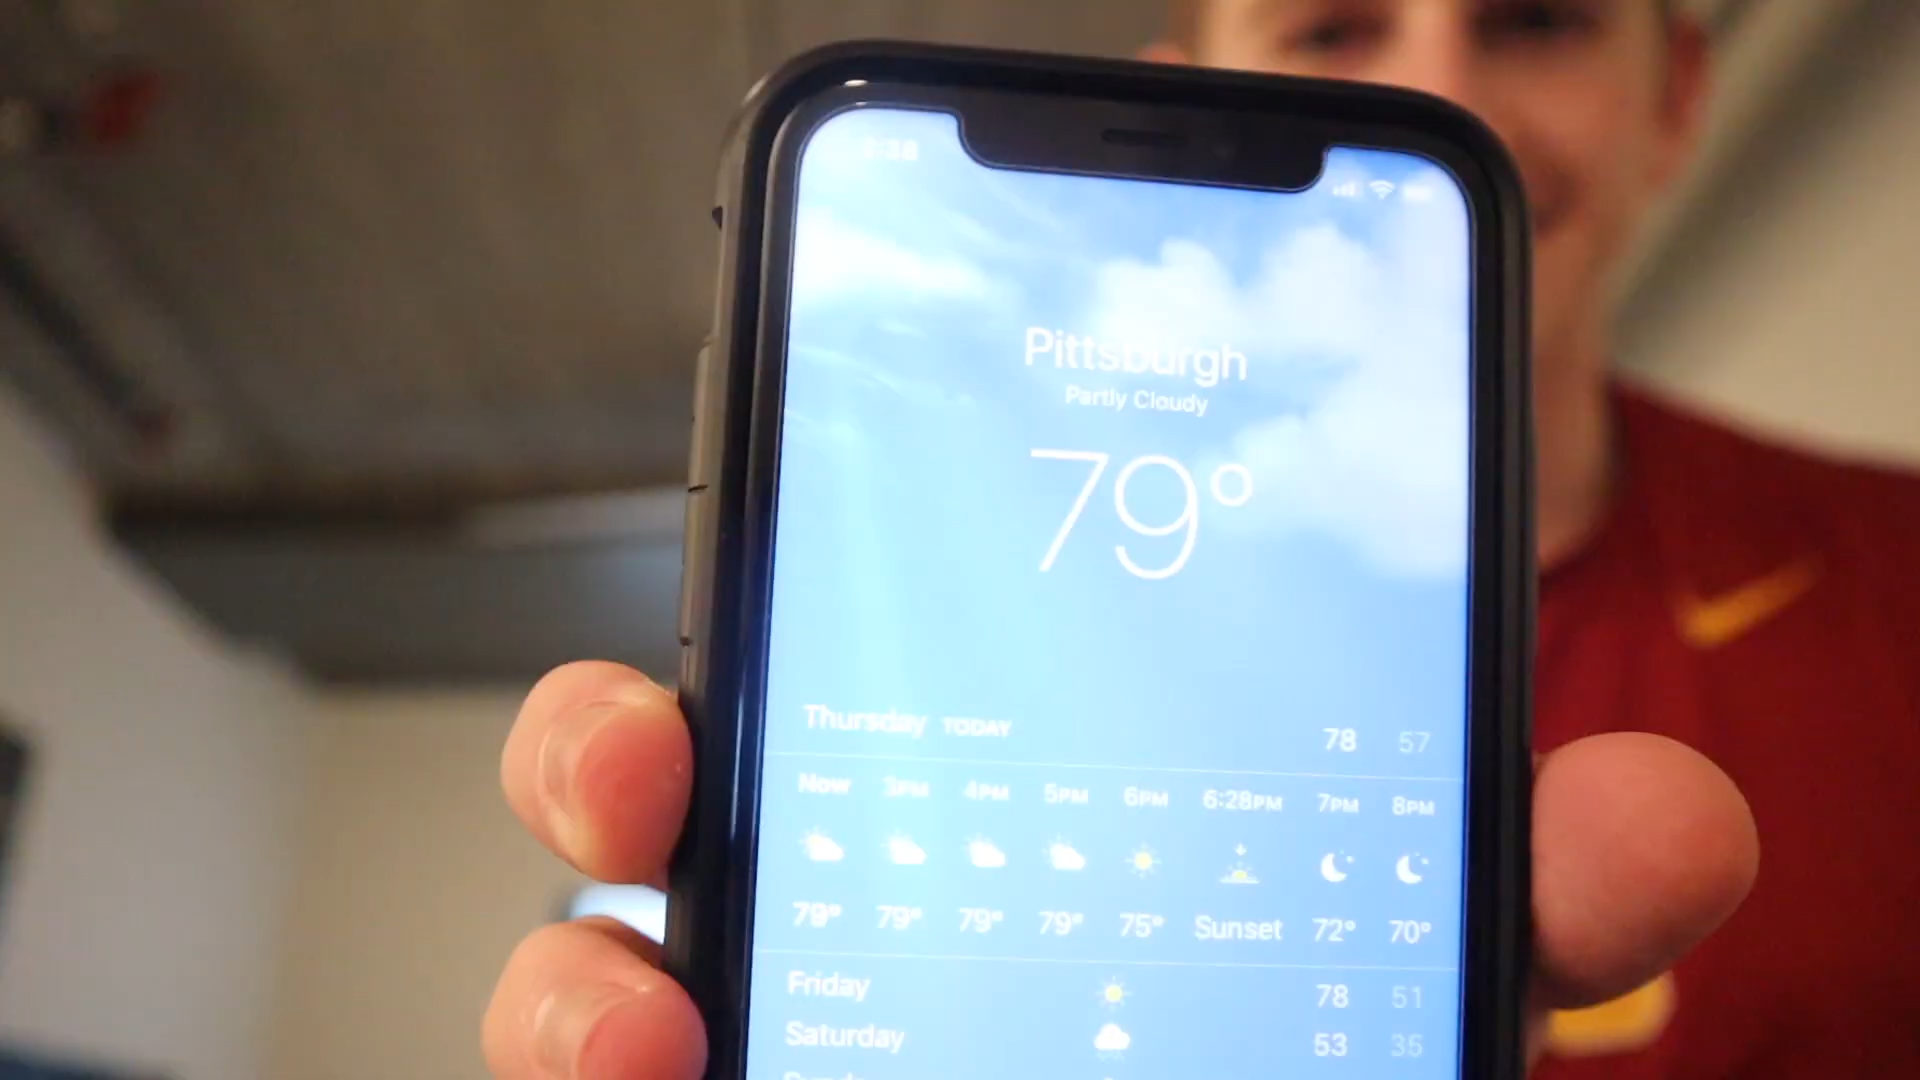 Pittsburgh
Partly Cloudy
79°
Thursday TODAY 78 57
Now 3PM 4PM 5PM 6PM 6:28PM 7PM 8PM
79° 79° 79° 79° 75° Sunset 72° 70°
Friday 78 51
Saturday 53 35